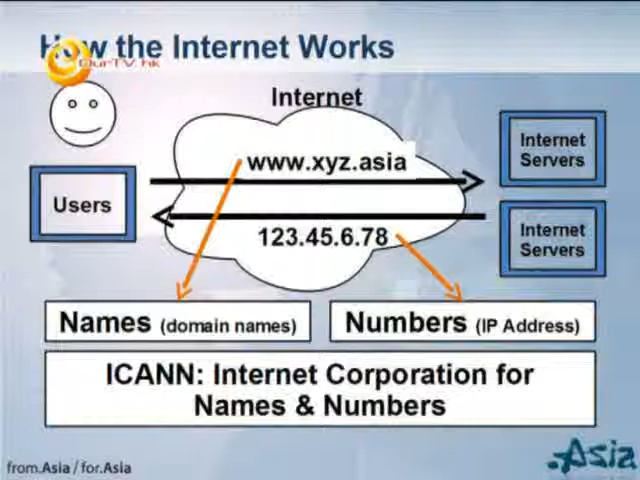 How the Internet Works
OurTV.hk
Internet
www.xyz.asia
Internet
Servers
Users
123.45.6.78
Internet
Servers
Names (domain names)
Numbers (IP Address)
ICANN: Internet Corporation for
Names & Numbers
from.Asia / for.Asia
.Asia